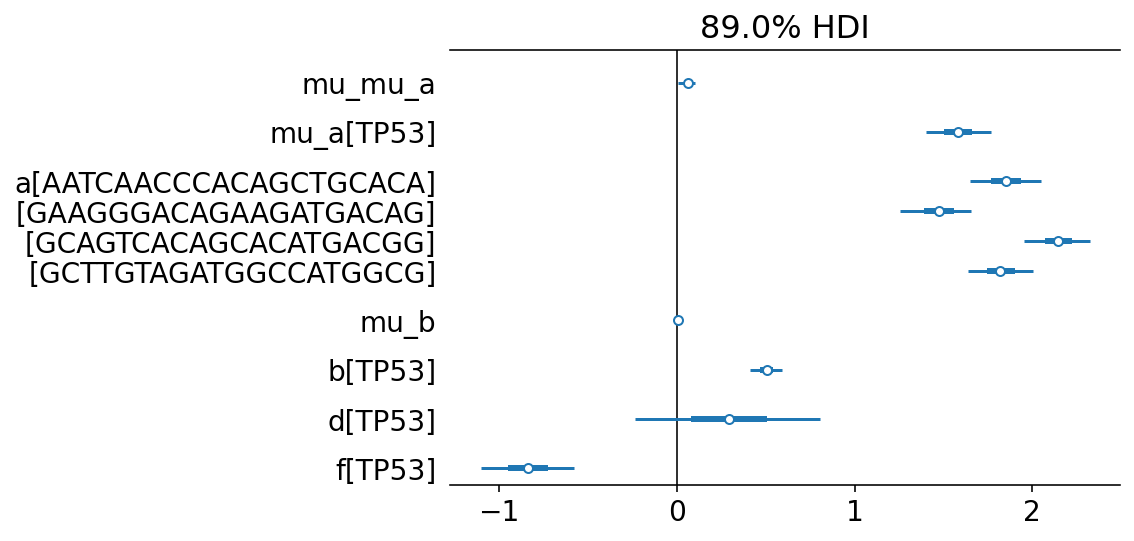 89.0% HDI
mu_mu_a
mu_a[TP53]
a[AATCAACCCACAGCTGCACA]
[GAAGGGACAGAAGATGACAG]
[GCAGTCACAGCACATGACGG]
[GCTTGTAGATGGCCATGGCG]
mu_b
b[TP53]
d[TP53]
f[TP53]
−1 0 1 2